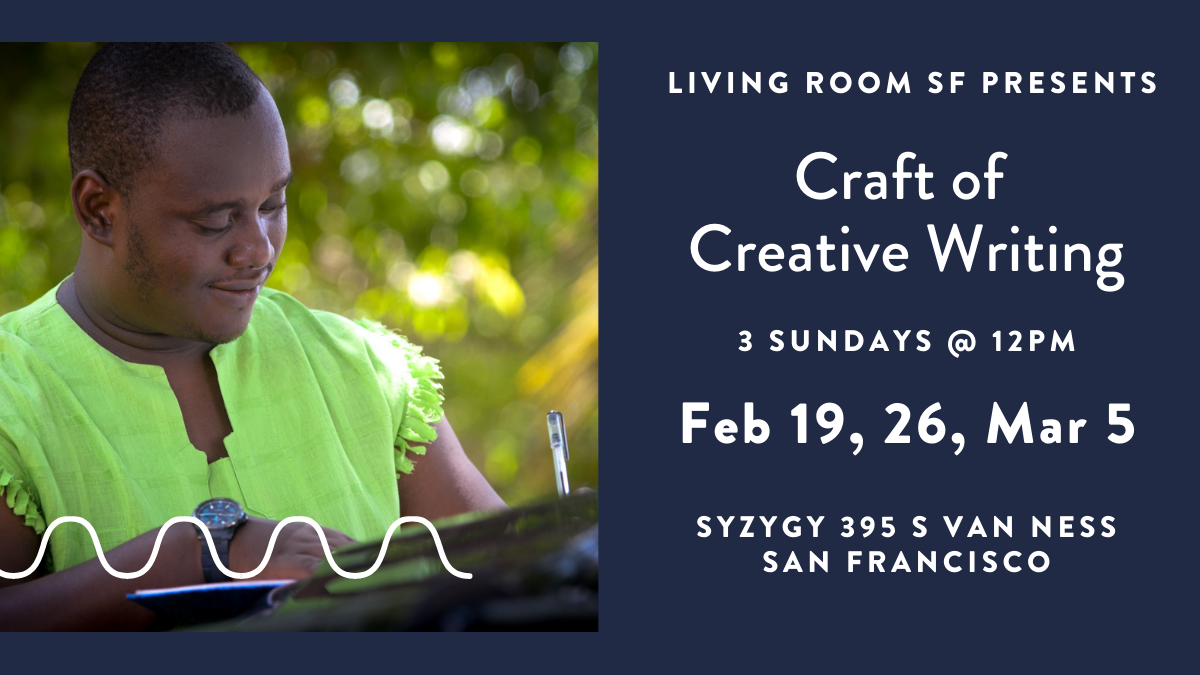 LIVING ROOM SF PRESENTS
Craft of
Creative Writing
3 SUNDAYS @ 12PM
Feb 19, 26, Mar 5
SYZYGY 395 S VAN NESS
SAN FRANCISCO